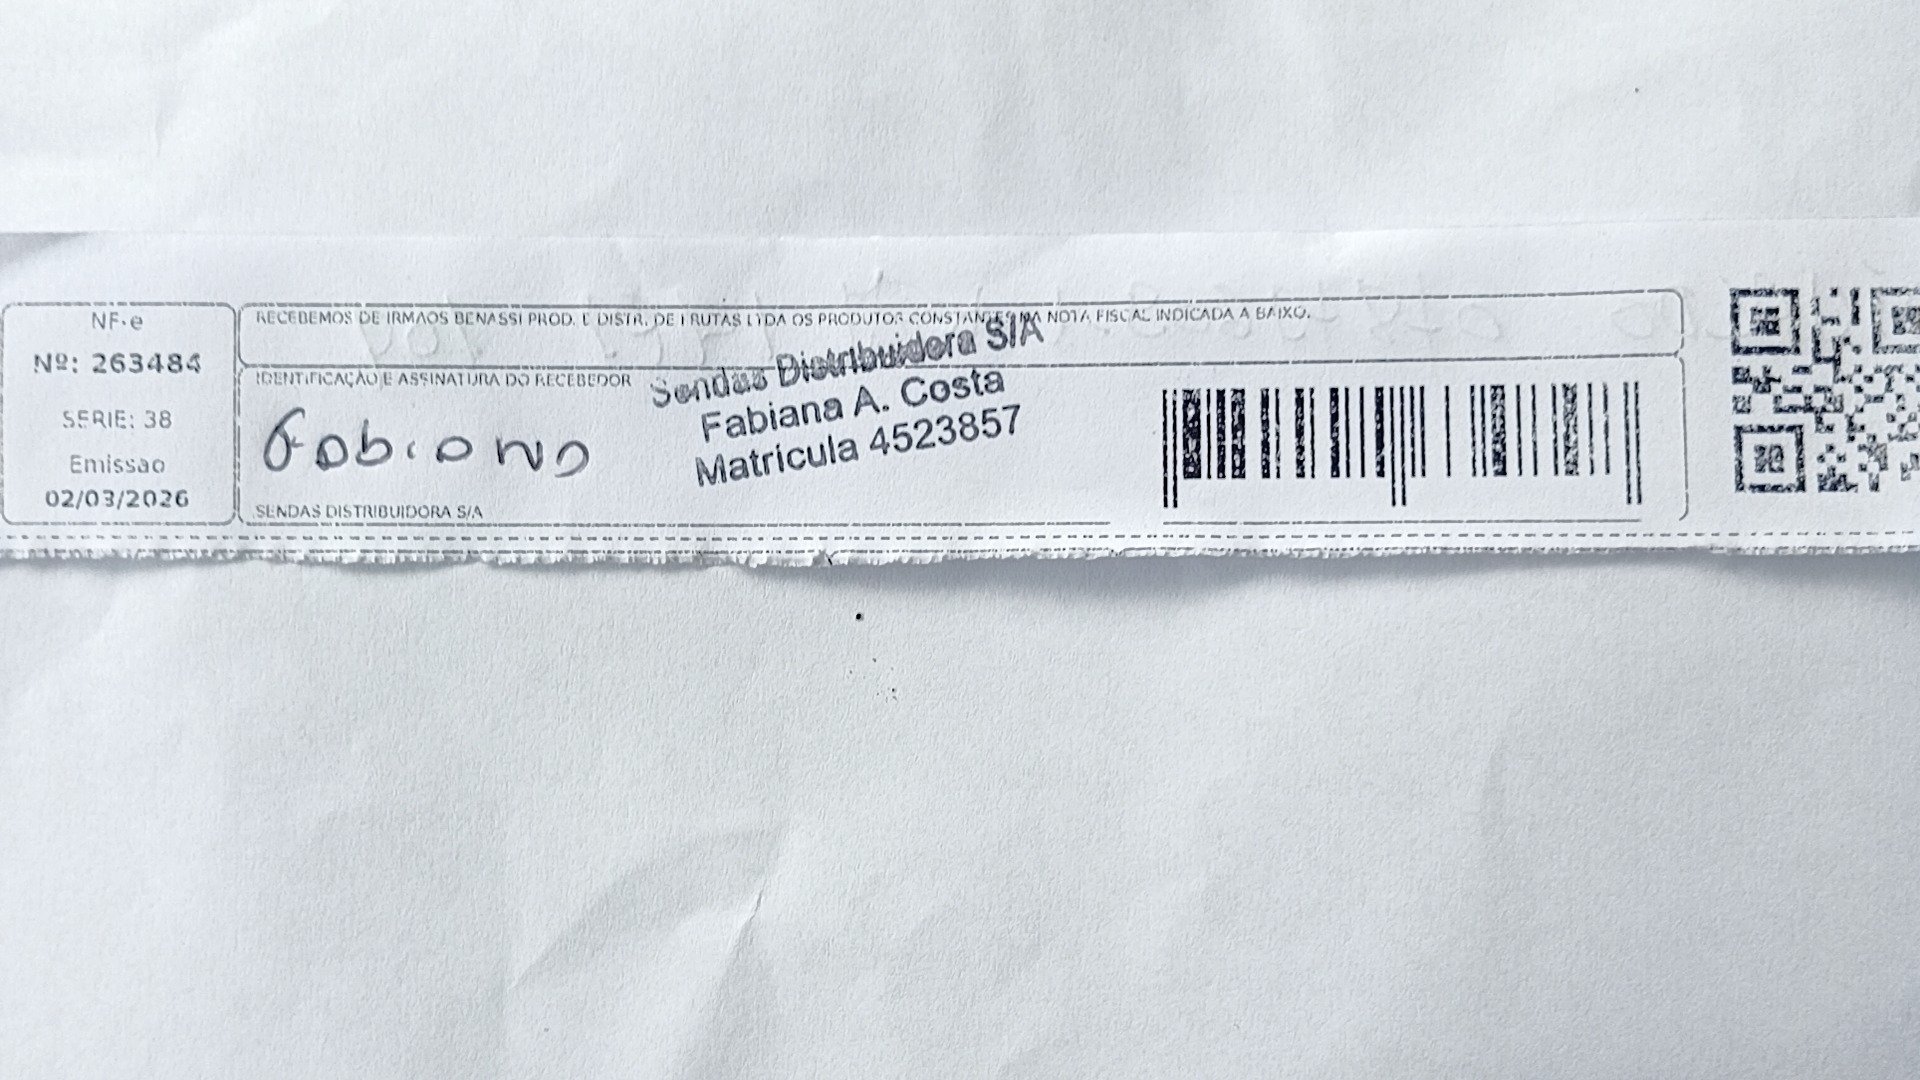 NF-e
Nº: 263484
SERIE: 38
Emissao
02/03/2026
RECEBEMOS DE IRMAOS BENASSI PROD. E DISTR. DE FRUTAS LTDA OS PRODUTOS CONSTANTES NA NOTA FISCAL INDICADA A BAIXO.
IDENTIFICAÇÃO E ASSINATURA DO RECEBEDOR
Fabiana
Sendas Distribuidora S/A
Fabiana A. Costa
Matrícula 4523857
SENDAS DISTRIBUIDORA S/A